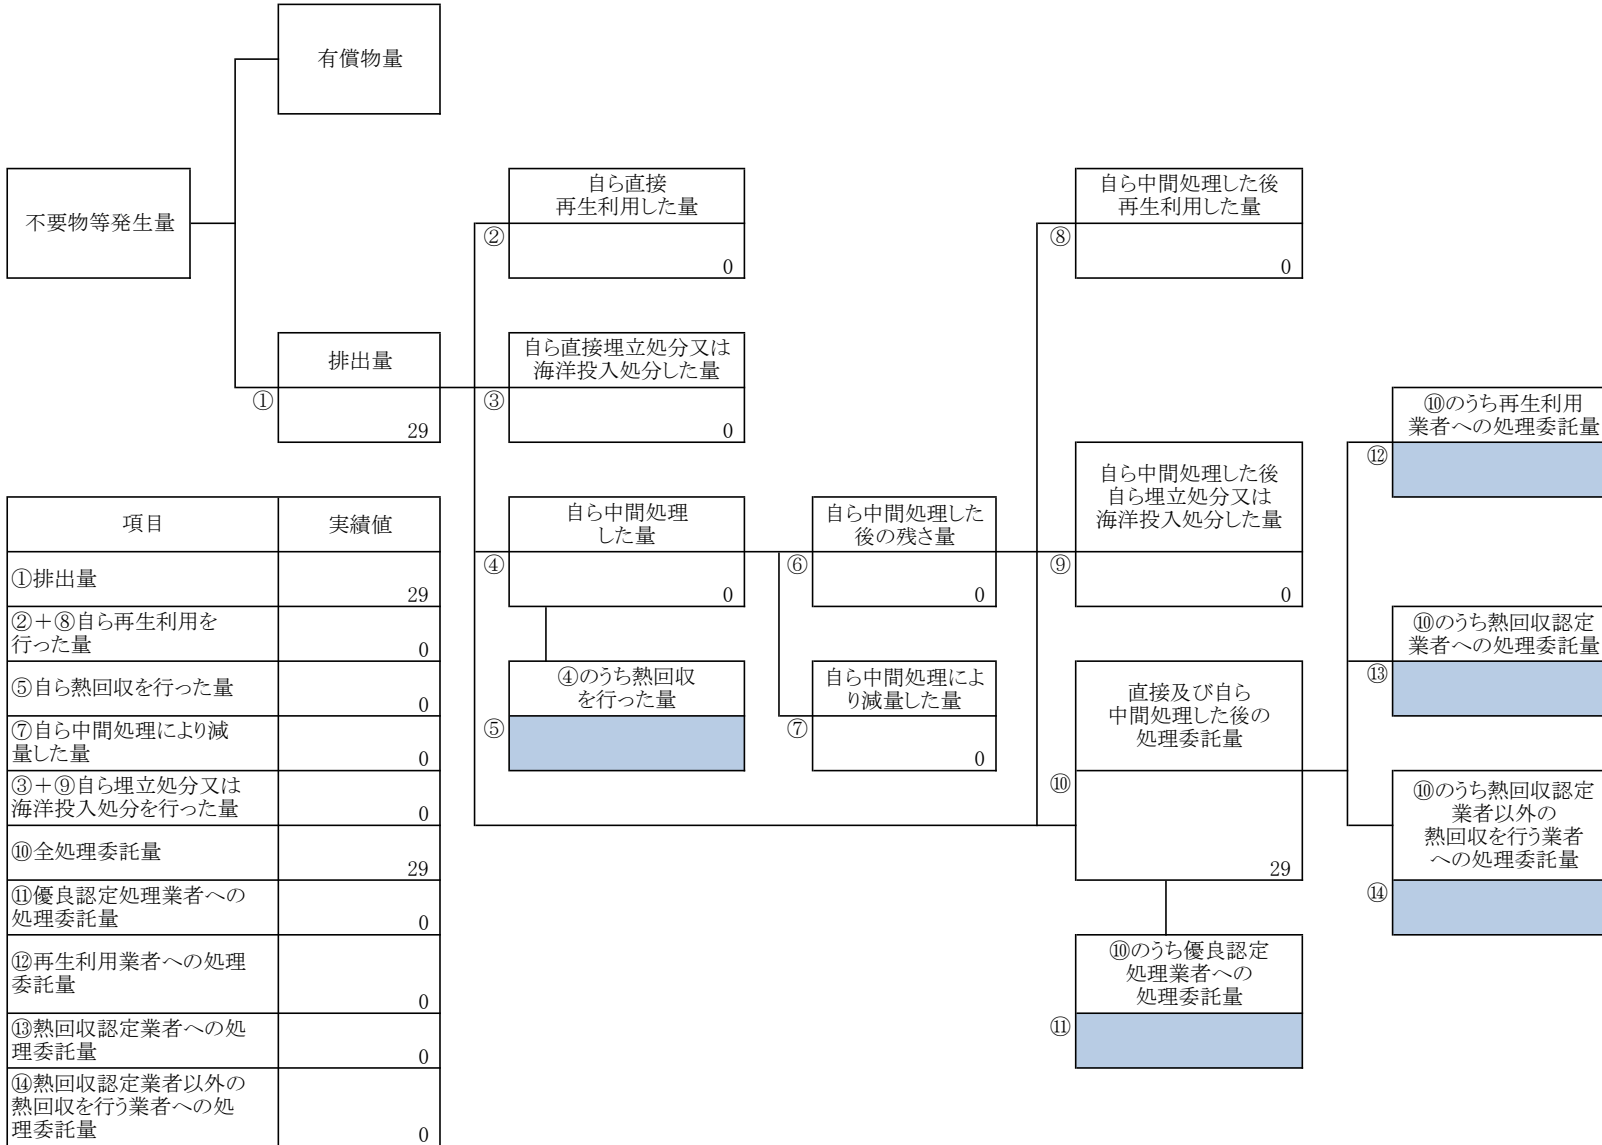 有償物量
不要物等発生量
自ら直接
再生利用した量
②
0
自ら中間処理した後
再生利用した量
⑧
0
排出量
①
29
自ら直接埋立処分又は
海洋投入処分した量
③
0
⑩のうち再生利用
業者への処理委託量
⑫
自ら中間処理
した量
④
0
自ら中間処理した
後の残さ量
⑥
0
自ら中間処理した後
自ら埋立処分又は
海洋投入処分した量
⑨
0
⑩のうち熱回収認定
業者への処理委託量
⑬
④のうち熱回収
を行った量
⑤
自ら中間処理によ
り減量した量
⑦
0
直接及び自ら
中間処理した後の
処理委託量
⑩
29
⑩のうち熱回収認定
業者以外の
熱回収を行う業者
への処理委託量
⑭
⑩のうち優良認定
処理業者への
処理委託量
⑪
項目
実績値
①排出量
29
②+⑧自ら再生利用を
行った量
0
⑤自ら熱回収を行った量
0
⑦自ら中間処理により減
量した量
0
③+⑨自ら埋立処分又は
海洋投入処分を行った量
0
⑩全処理委託量
29
⑪優良認定処理業者への
処理委託量
0
⑫再生利用業者への処理
委託量
0
⑬熱回収認定業者への処
理委託量
0
⑭熱回収認定業者以外の
熱回収を行う業者への処
理委託量
0